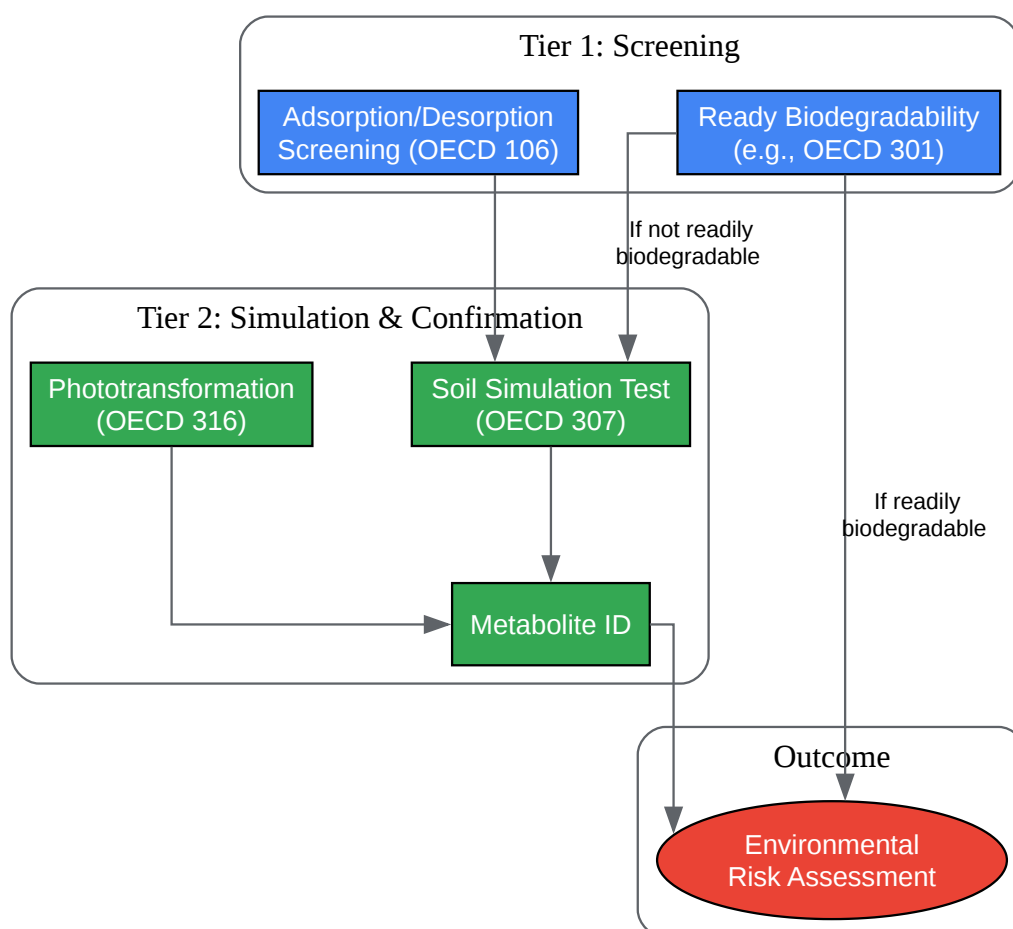 Tier 1: Screening
Adsorption/Desorption
Screening (OECD 106)
Ready Biodegradability
(e.g., OECD 301)
If not readily
biodegradable
Tier 2: Simulation & Confirmation
Phototransformation
(OECD 316)
Soil Simulation Test
(OECD 307)
If readily
biodegradable
Metabolite ID
Outcome
Environmental
Risk Assessment